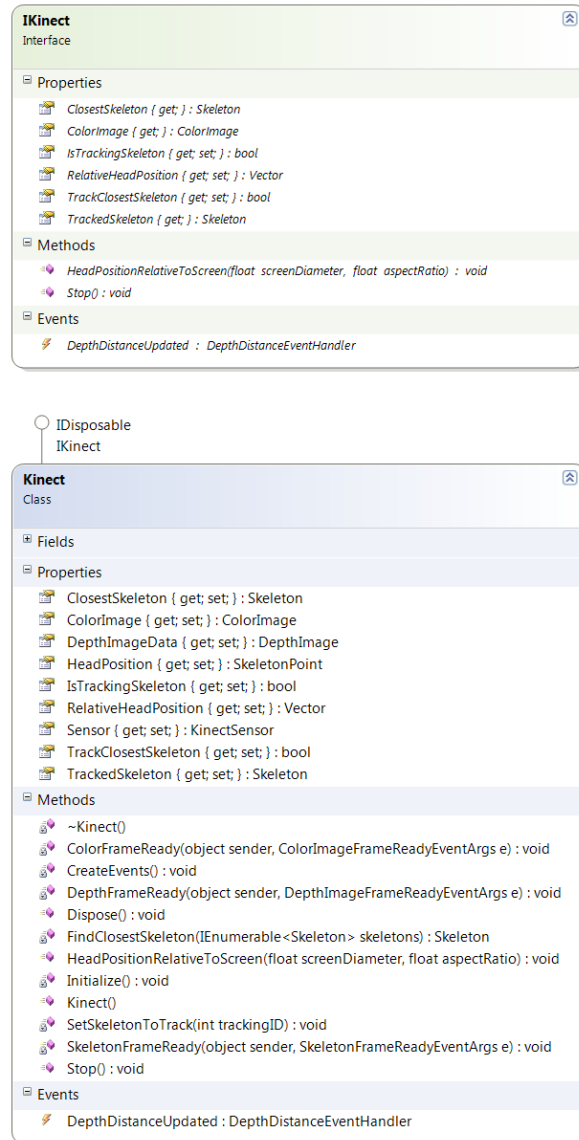 IKinect
Interface
Properties
ClosestSkeleton { get; } : Skeleton
ColorImage { get; } : ColorImage
IsTrackingSkeleton { get; set; } : bool
RelativeHeadPosition { get; set; } : Vector
TrackClosestSkeleton { get; set; } : bool
TrackedSkeleton { get; } : Skeleton
Methods
HeadPositionRelativeToScreen(float screenDiameter, float aspectRatio) : void
Stop() : void
Events
DepthDistanceUpdated : DepthDistanceEventHandler
IDisposable
IKinect
Kinect
Class
Fields
Properties
ClosestSkeleton { get; set; } : Skeleton
ColorImage { get; set; } : ColorImage
DepthImageData { get; set; } : DepthImage
HeadPosition { get; set; } : SkeletonPoint
IsTrackingSkeleton { get; set; } : bool
RelativeHeadPosition { get; set; } : Vector
Sensor { get; set; } : KinectSensor
TrackClosestSkeleton { get; set; } : bool
TrackedSkeleton { get; set; } : Skeleton
Methods
~Kinect()
ColorFrameReady(object sender, ColorImageFrameReadyEventArgs e) : void
CreateEvents() : void
DepthFrameReady(object sender, DepthImageFrameReadyEventArgs e) : void
Dispose() : void
FindClosestSkeleton(IEnumerable<Skeleton> skeletons) : Skeleton
HeadPositionRelativeToScreen(float screenDiameter, float aspectRatio) : void
Initialize() : void
Kinect()
SetSkeletonToTrack(int trackingID) : void
SkeletonFrameReady(object sender, SkeletonFrameReadyEventArgs e) : void
Stop() : void
Events
DepthDistanceUpdated : DepthDistanceEventHandler